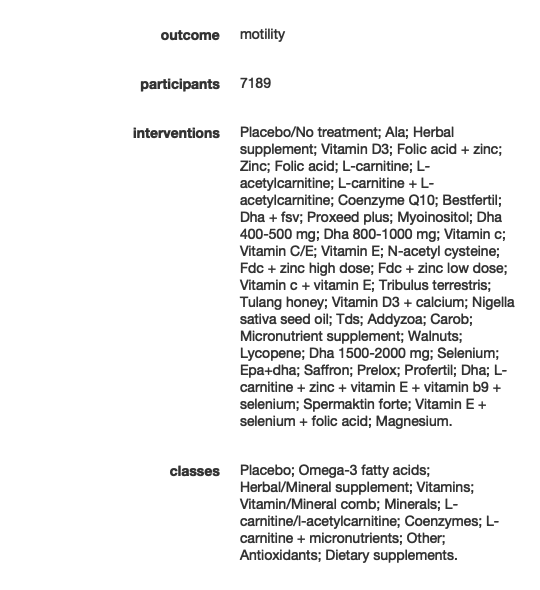 outcome motility
participants 7189
interventions Placebo/No treatment; Ala; Herbal
supplement; Vitamin D3; Folic acid + zinc;
Zinc; Folic acid; L-carnitine; L-
acetylcarnitine; L-carnitine + L-
acetylcarnitine; Coenzyme Q10; Bestfertil;
Dha + fsv; Proxeed plus; Myoinositol; Dha
400-500 mg; Dha 800-1000 mg; Vitamin c;
Vitamin C/E; Vitamin E; N-acetyl cysteine;
Fdc + zinc high dose; Fdc + zinc low dose;
Vitamin c + vitamin E; Tribulus terrestris;
Tulang honey; Vitamin D3 + calcium; Nigella
sativa seed oil; Tds; Addyzoa; Carob;
Micronutrient supplement; Walnuts;
Lycopene; Dha 1500-2000 mg; Selenium;
Epa+dha; Saffron; Prelox; Profertil; Dha; L-
carnitine + zinc + vitamin E + vitamin b9 +
selenium; Spermaktin forte; Vitamin E +
selenium + folic acid; Magnesium.
classes Placebo; Omega-3 fatty acids;
Herbal/Mineral supplement; Vitamins;
Vitamin/Mineral comb; Minerals; L-
carnitine/l-acetylcarnitine; Coenzymes; L-
carnitine + micronutrients; Other;
Antioxidants; Dietary supplements.